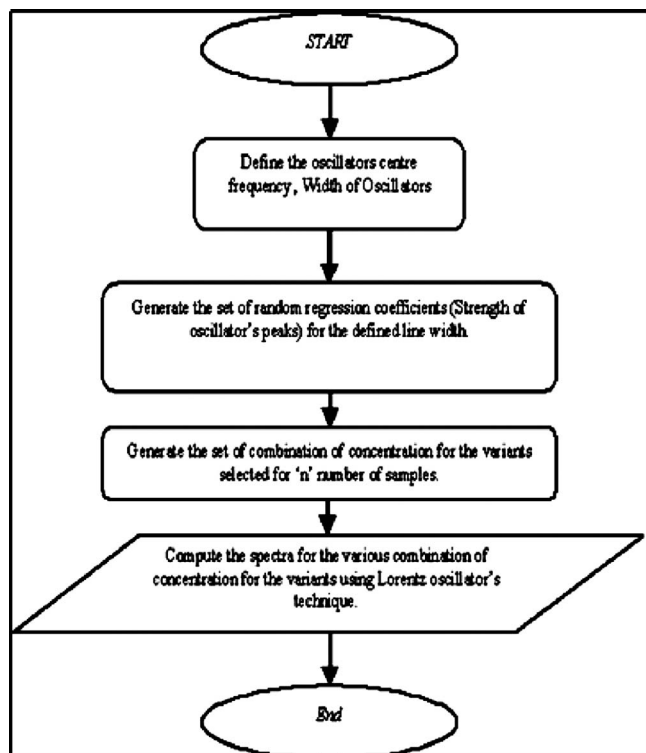 START
Define the oscillators centre
frequency , Width of Oscillators
Generate the set of random regression coefficients (Strength of
oscillator's peaks) for the defined line width.
Generate the set of combination of concentration for the variants
selected for 'n' number of samples.
Compute the spectra for the various combination of
concentration for the variants using Lorentz oscillator's
technique.
End